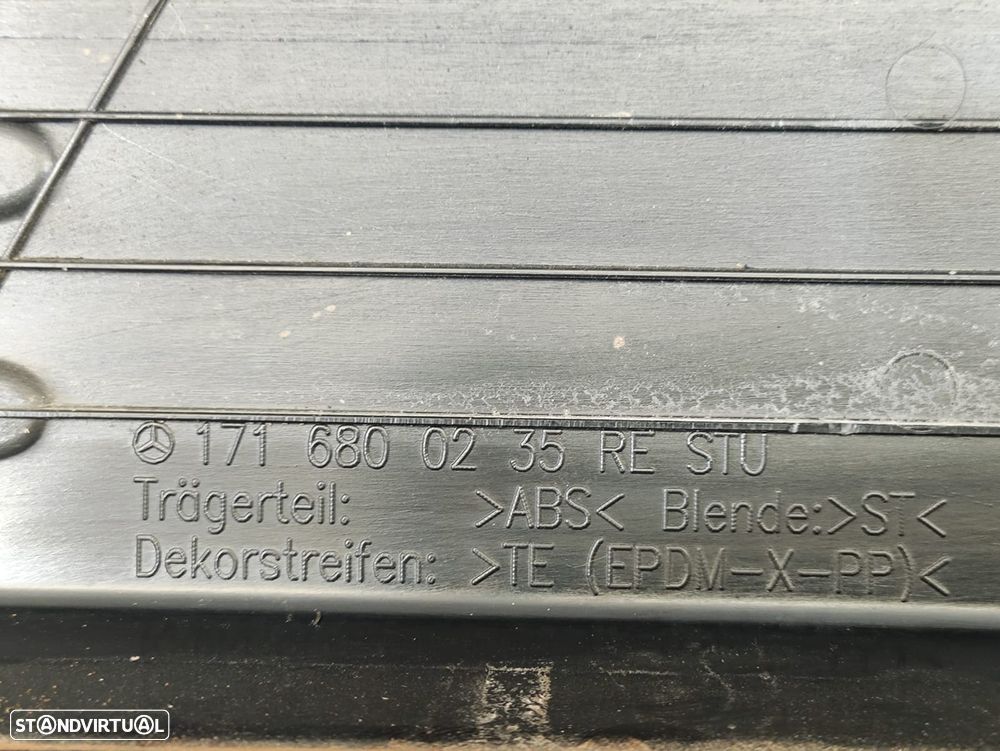 171 680 02 35 RE STU
Trägerteil: >ABS< Blende:>ST<
Dekorstreifen: >TE (EPDM-X-PP)<
STANDVIRTUAL